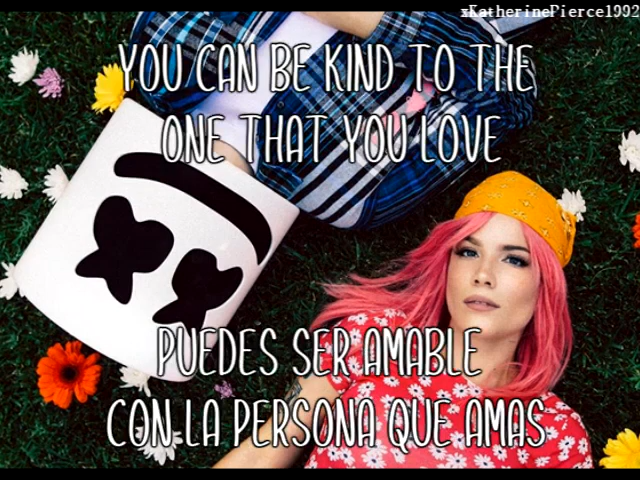 xKatherinePierce1992
YOU CAN BE KIND TO THE
ONE THAT YOU LOVE
PUEDES SER AMABLE
CON LA PERSONA QUE AMAS